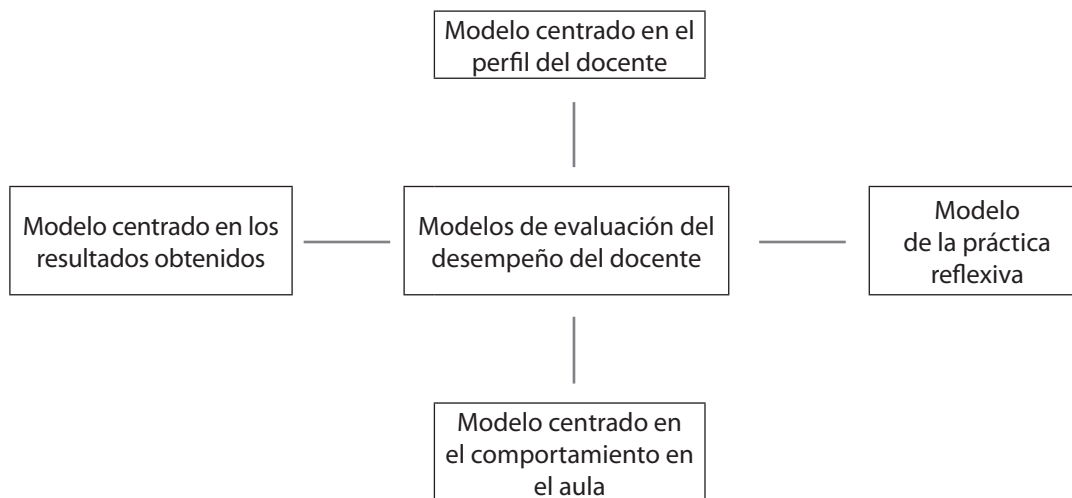 Modelo centrado en el
perfil del docente
Modelo centrado en los
resultados obtenidos
Modelos de evaluación del
desempeño del docente
Modelo
de la práctica
reflexiva
Modelo centrado en
el comportamiento en
el aula